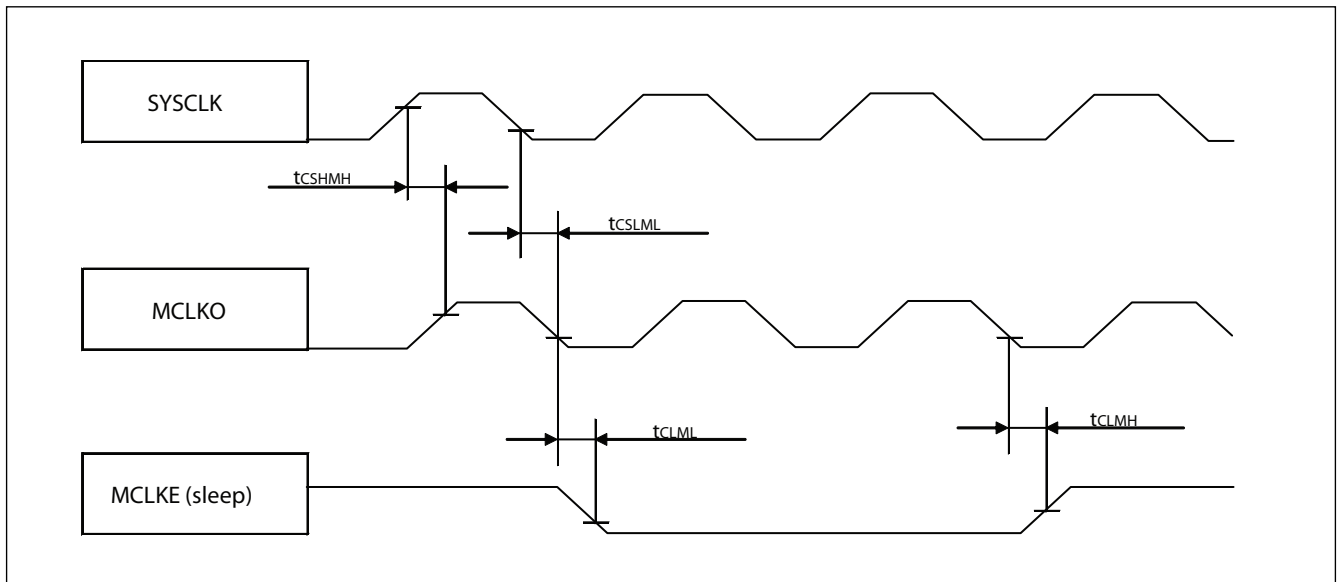 SYSCLK
tCSHMH
tCSLML
MCLKO
tCLML
tCLMH
MCLKE (sleep)